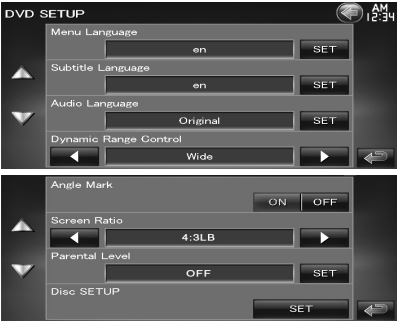 DVD SETUP
AM
12:34
Menu Language
en SET
Subtitle Language
en SET
Audio Language
Original SET
Dynamic Range Control
Wide
Angle Mark
ON OFF
Screen Ratio
4:3LB
Parental Level
OFF SET
Disc SETUP
SET